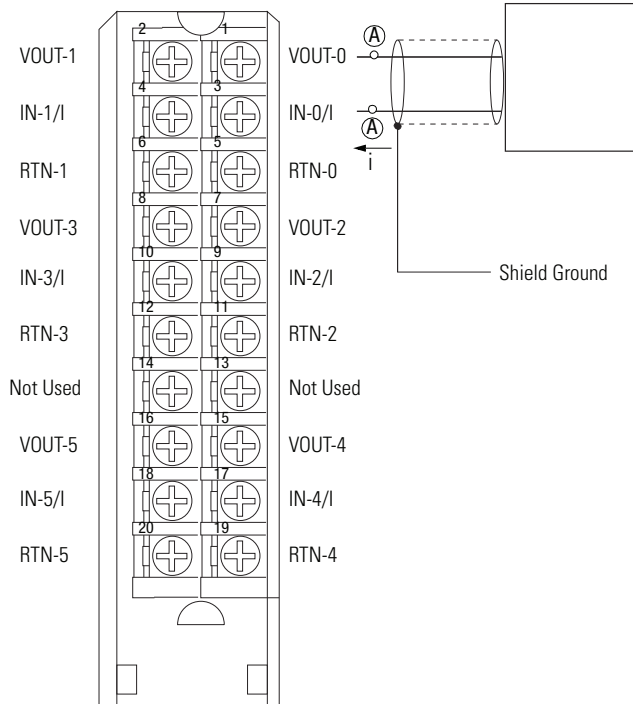 2 1
VOUT-1 VOUT-0 A
4 3
IN-1/I IN-0/I A
6 5
RTN-1 RTN-0 i
8 7
VOUT-3 VOUT-2
10 9
IN-3/I IN-2/I Shield Ground
12 11
RTN-3 RTN-2
14 13
Not Used Not Used
16 15
VOUT-5 VOUT-4
18 17
IN-5/I IN-4/I
20 19
RTN-5 RTN-4